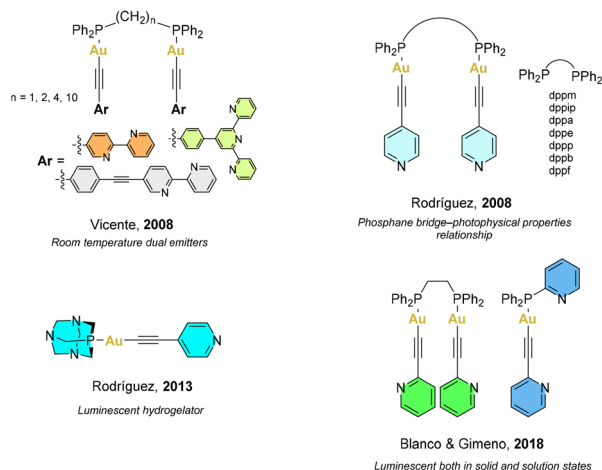 (CH2)n
Ph2P PPh2
Au Au
n = 1, 2, 4, 10
Ar Ar
Ar =
N N
N N N
N N
Vicente, 2008
Room temperature dual emitters
Ph2P PPh2
Au Au
N N
Ph2P PPh2
dppm
dppip
dppa
dppe
dppp
dppb
dppf
Rodríguez, 2008
Phosphane bridge–photophysical properties
relationship
N N N P Au N
Rodríguez, 2013
Luminescent hydrogelator
Ph2P PPh2 Ph2P N
Au Au Au
N N N
Blanco & Gimeno, 2018
Luminescent both in solid and solution states